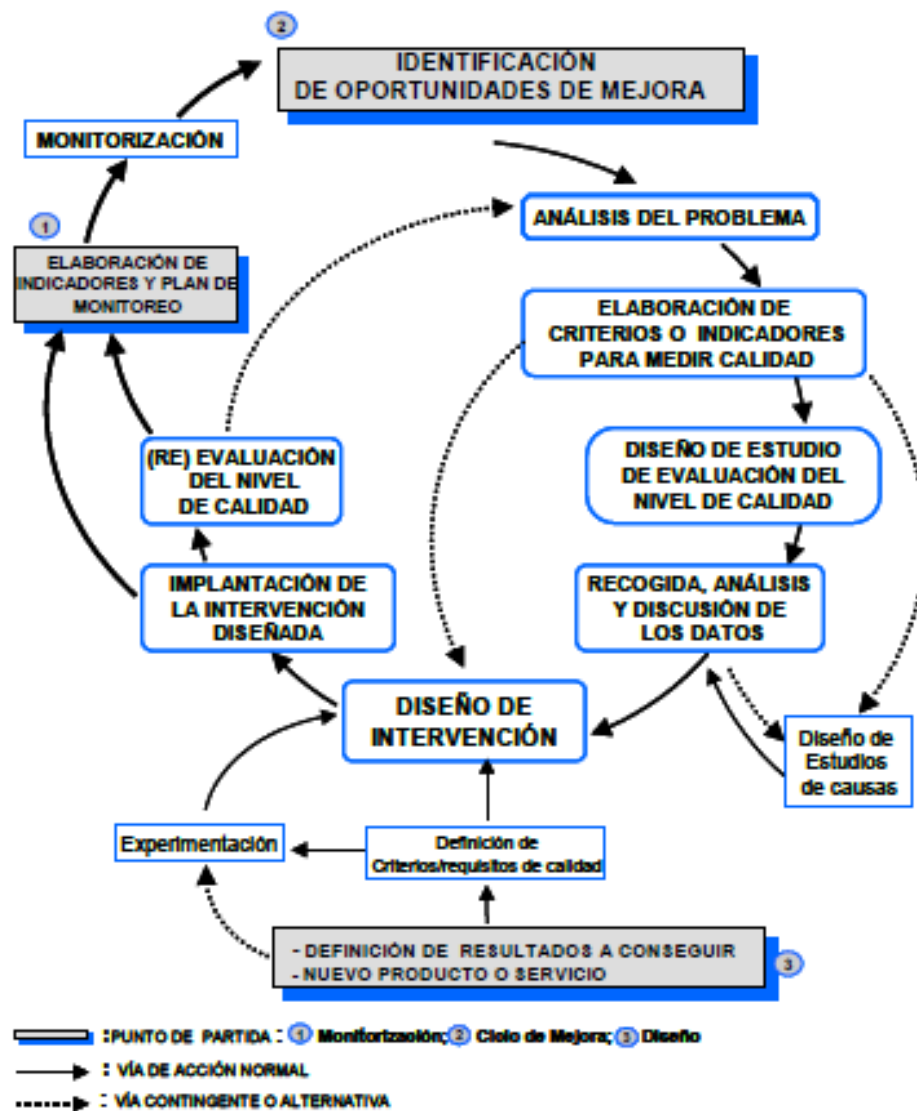 2
IDENTIFICACIÓN
DE OPORTUNIDADES DE MEJORA
MONITORIZACIÓN
ANÁLISIS DEL PROBLEMA
1
ELABORACIÓN DE
INDICADORES Y PLAN DE
MONITOREO
ELABORACIÓN DE
CRITERIOS O INDICADORES
PARA MEDIR CALIDAD
(RE) EVALUACIÓN
DEL NIVEL
DE CALIDAD
DISEÑO DE ESTUDIO
DE EVALUACIÓN DEL
NIVEL DE CALIDAD
IMPLANTACIÓN DE
LA INTERVENCIÓN
DISEÑADA
RECOGIDA, ANÁLISIS
Y DISCUSIÓN DE
LOS DATOS
DISEÑO DE
INTERVENCIÓN
Diseño de
Estudios
de causas
Experimentación
Definición de
Criterios/requisitos de calidad
- DEFINICIÓN DE RESULTADOS A CONSEGUIR
- NUEVO PRODUCTO O SERVICIO
3
: PUNTO DE PARTIDA : 1 Monitorización; 2 Ciclo de Mejora; 3 Diseño
: VÍA DE ACCIÓN NORMAL
: VÍA CONTINGENTE O ALTERNATIVA